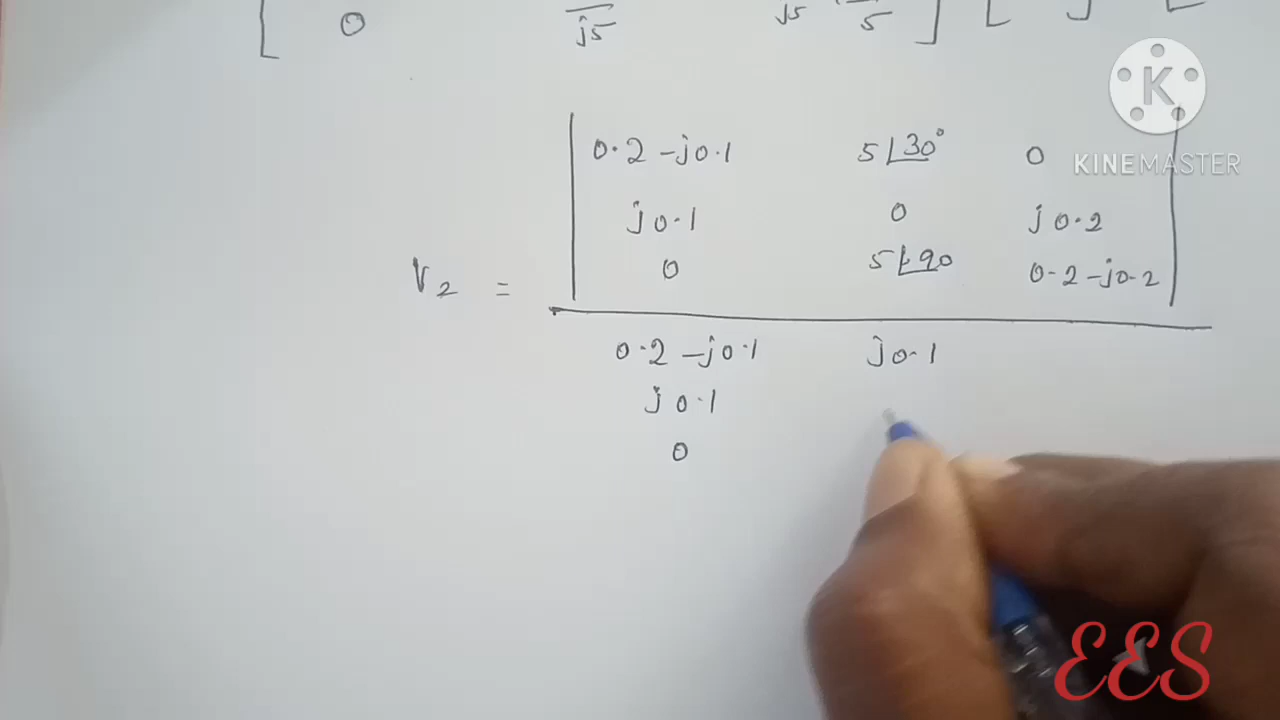 0 j5 j5 5
0.2 -j0.1 5∠30° 0
j0.1 0 j0.2
0 5∠90 0.2-j0.2
V2 =
0.2 -j0.1 j0.1
j0.1
0
KINEMASTER
EES